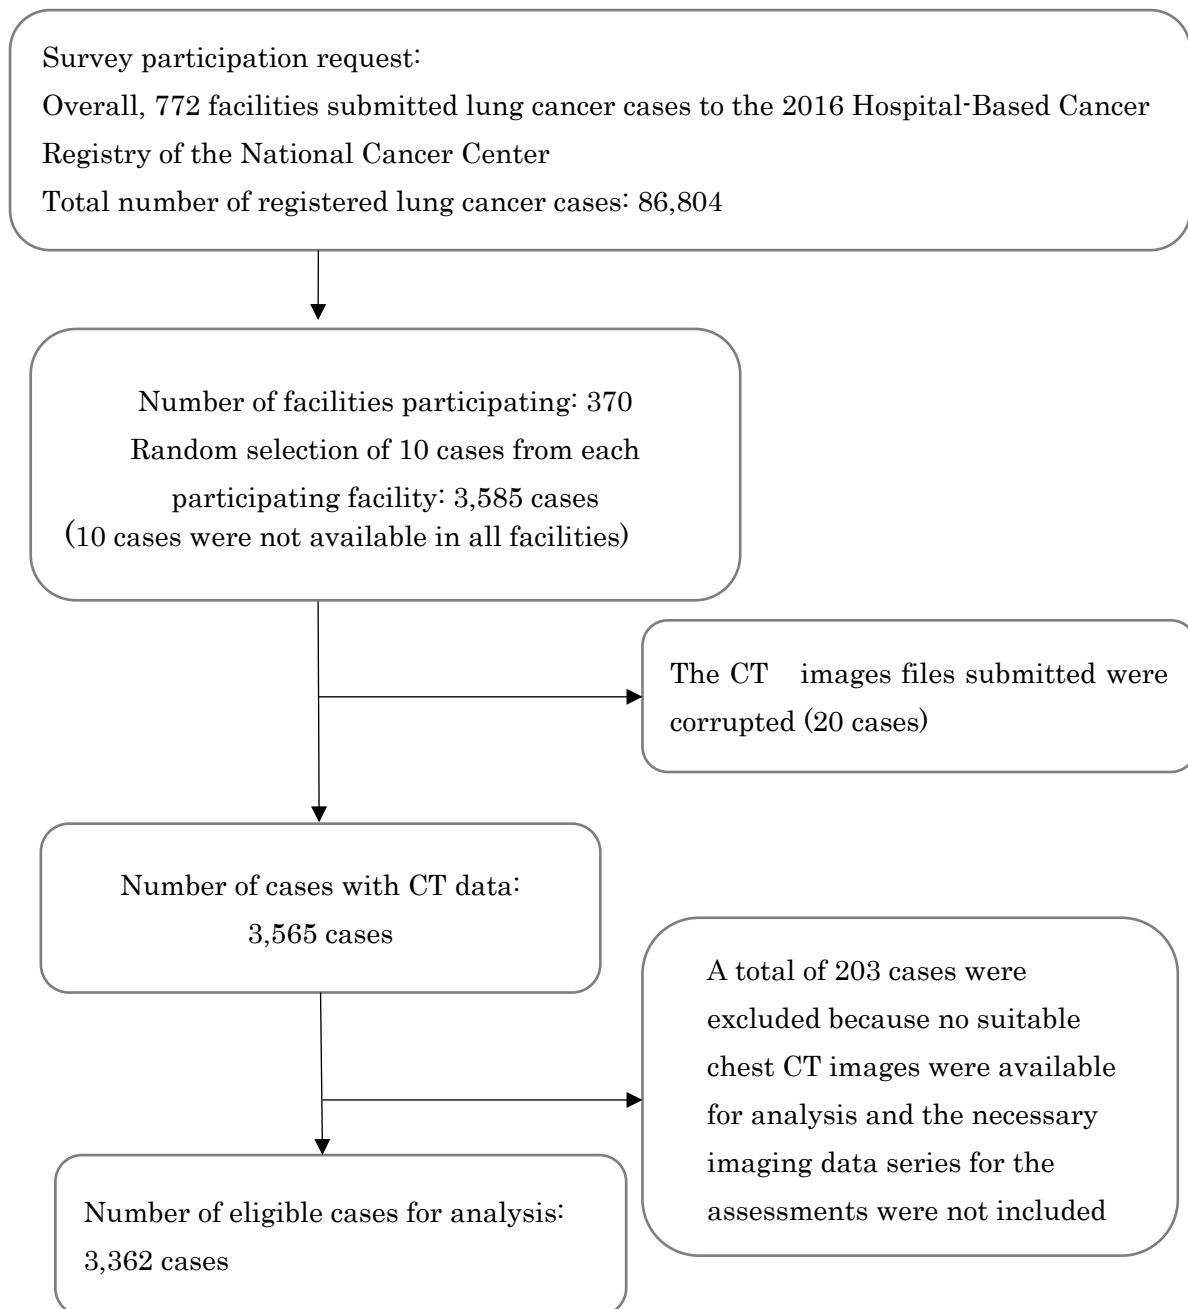 Survey participation request:
Overall, 772 facilities submitted lung cancer cases to the 2016 Hospital-Based Cancer
Registry of the National Cancer Center
Total number of registered lung cancer cases: 86,804
Number of facilities participating: 370
Random selection of 10 cases from each
participating facility: 3,585 cases
(10 cases were not available in all facilities)
The CT images files submitted were
corrupted (20 cases)
Number of cases with CT data:
3,565 cases
A total of 203 cases were
excluded because no suitable
chest CT images were available
for analysis and the necessary
imaging data series for the
assessments were not included
Number of eligible cases for analysis:
3,362 cases